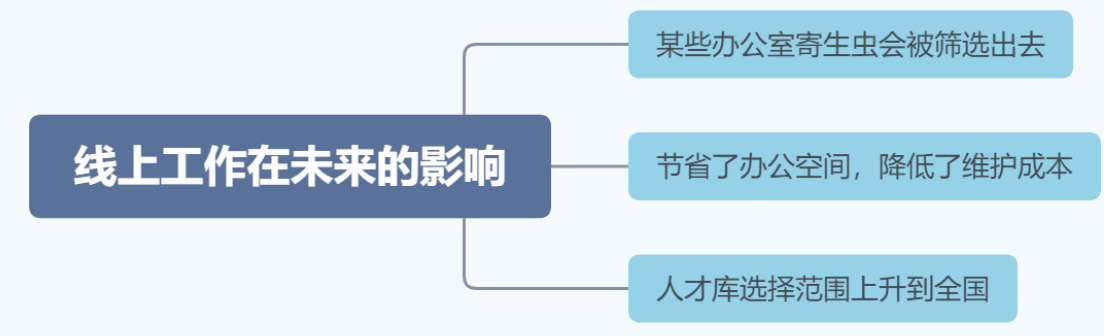 线上工作在未来的影响
某些办公室寄生虫会被筛选出去
节省了办公空间，降低了维护成本
人才库选择范围上升到全国